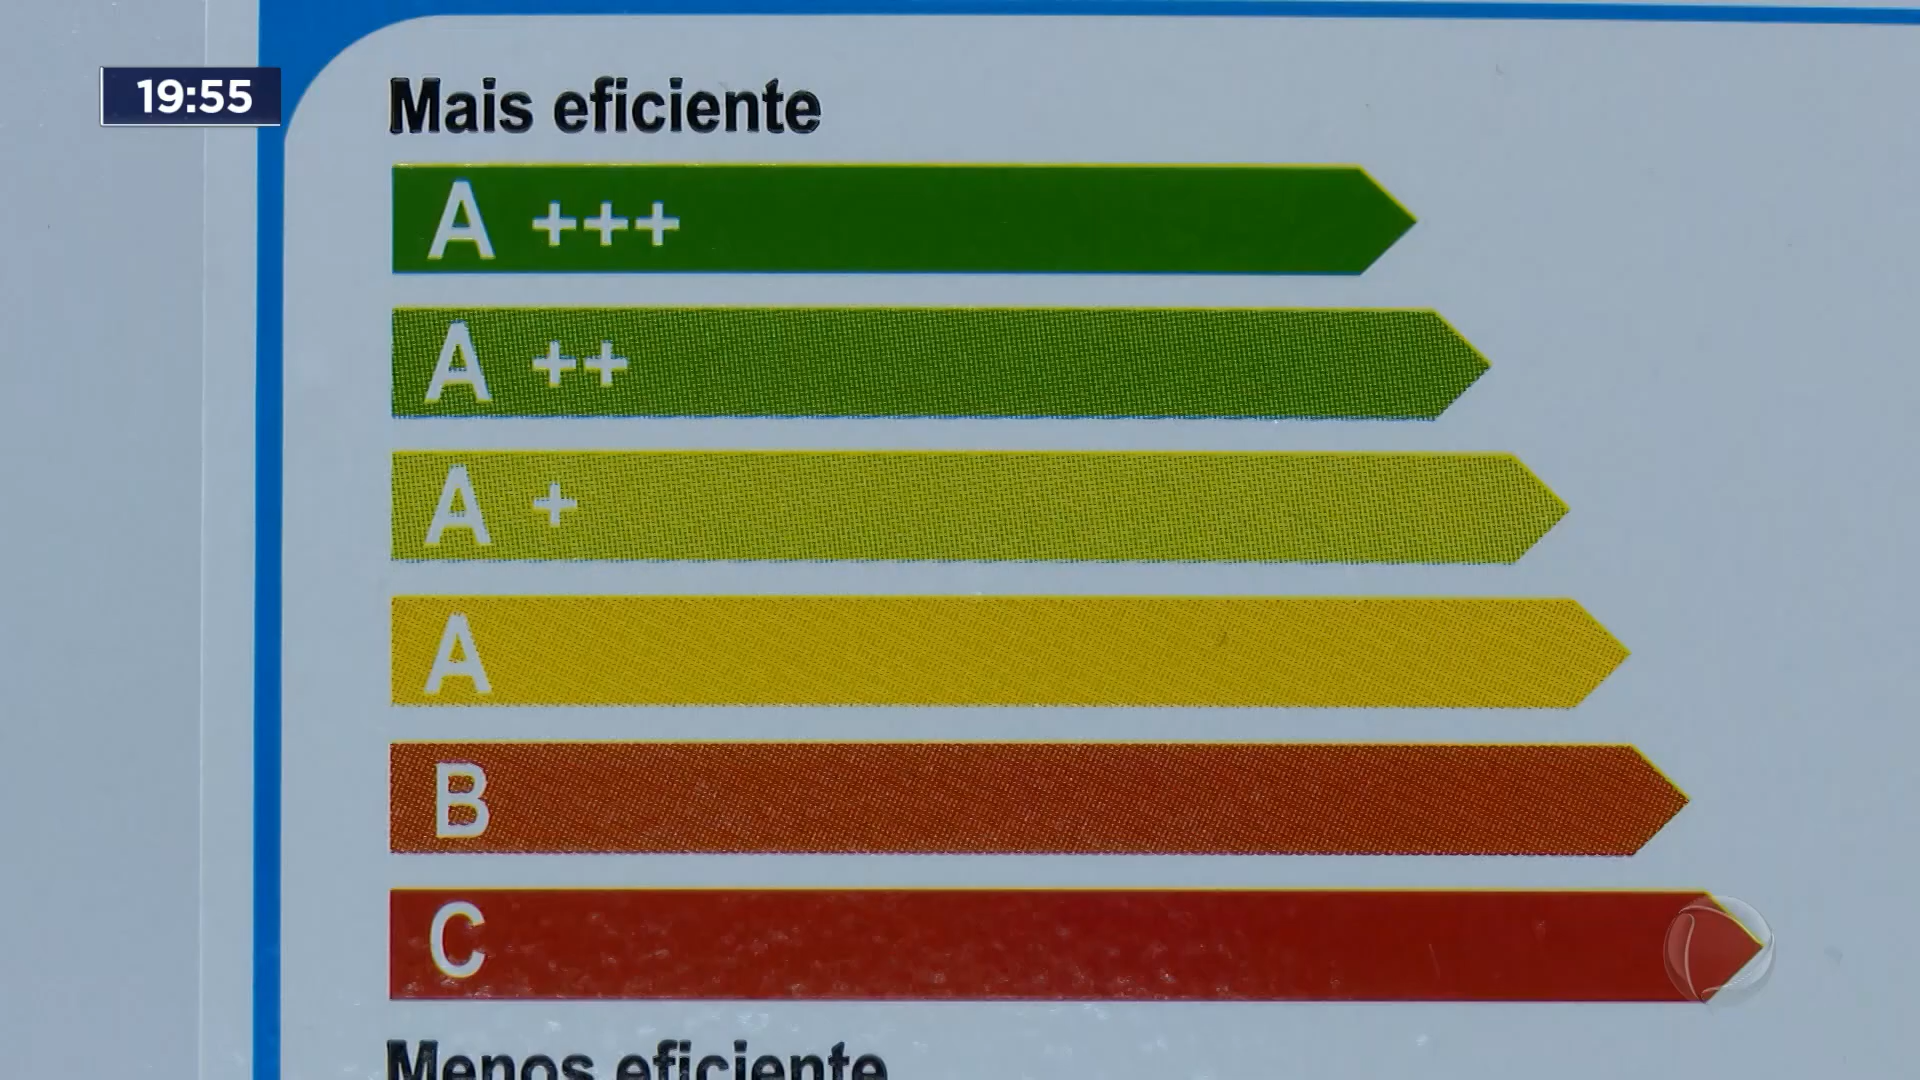 19:55
Mais eficiente
A +++
A ++
A +
A
B
C
Menos eficiente